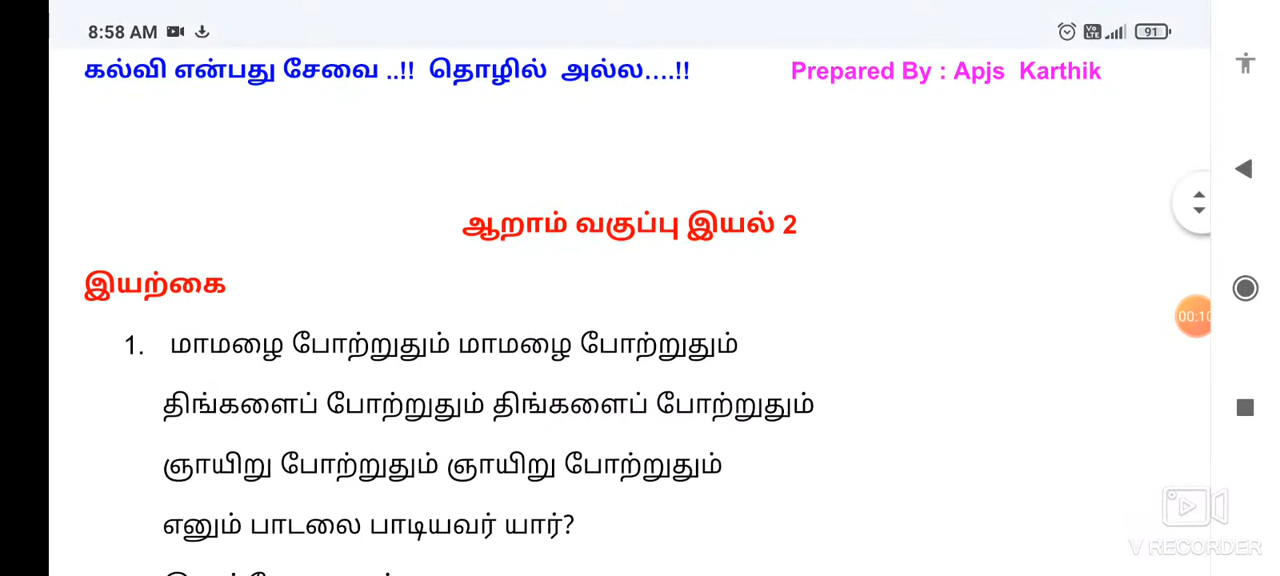 8:58 AM
91
கல்வி என்பது சேவை ..!! தொழில் அல்ல....!! Prepared By : Apjs Karthik
ஆறாம் வகுப்பு இயல் 2
இயற்கை
1. மாமழை போற்றுதும் மாமழை போற்றுதும்
திங்களைப் போற்றுதும் திங்களைப் போற்றுதும்
ஞாயிறு போற்றுதும் ஞாயிறு போற்றுதும்
00:10
எனும் பாடலை பாடியவர் யார்?
V RECORDER